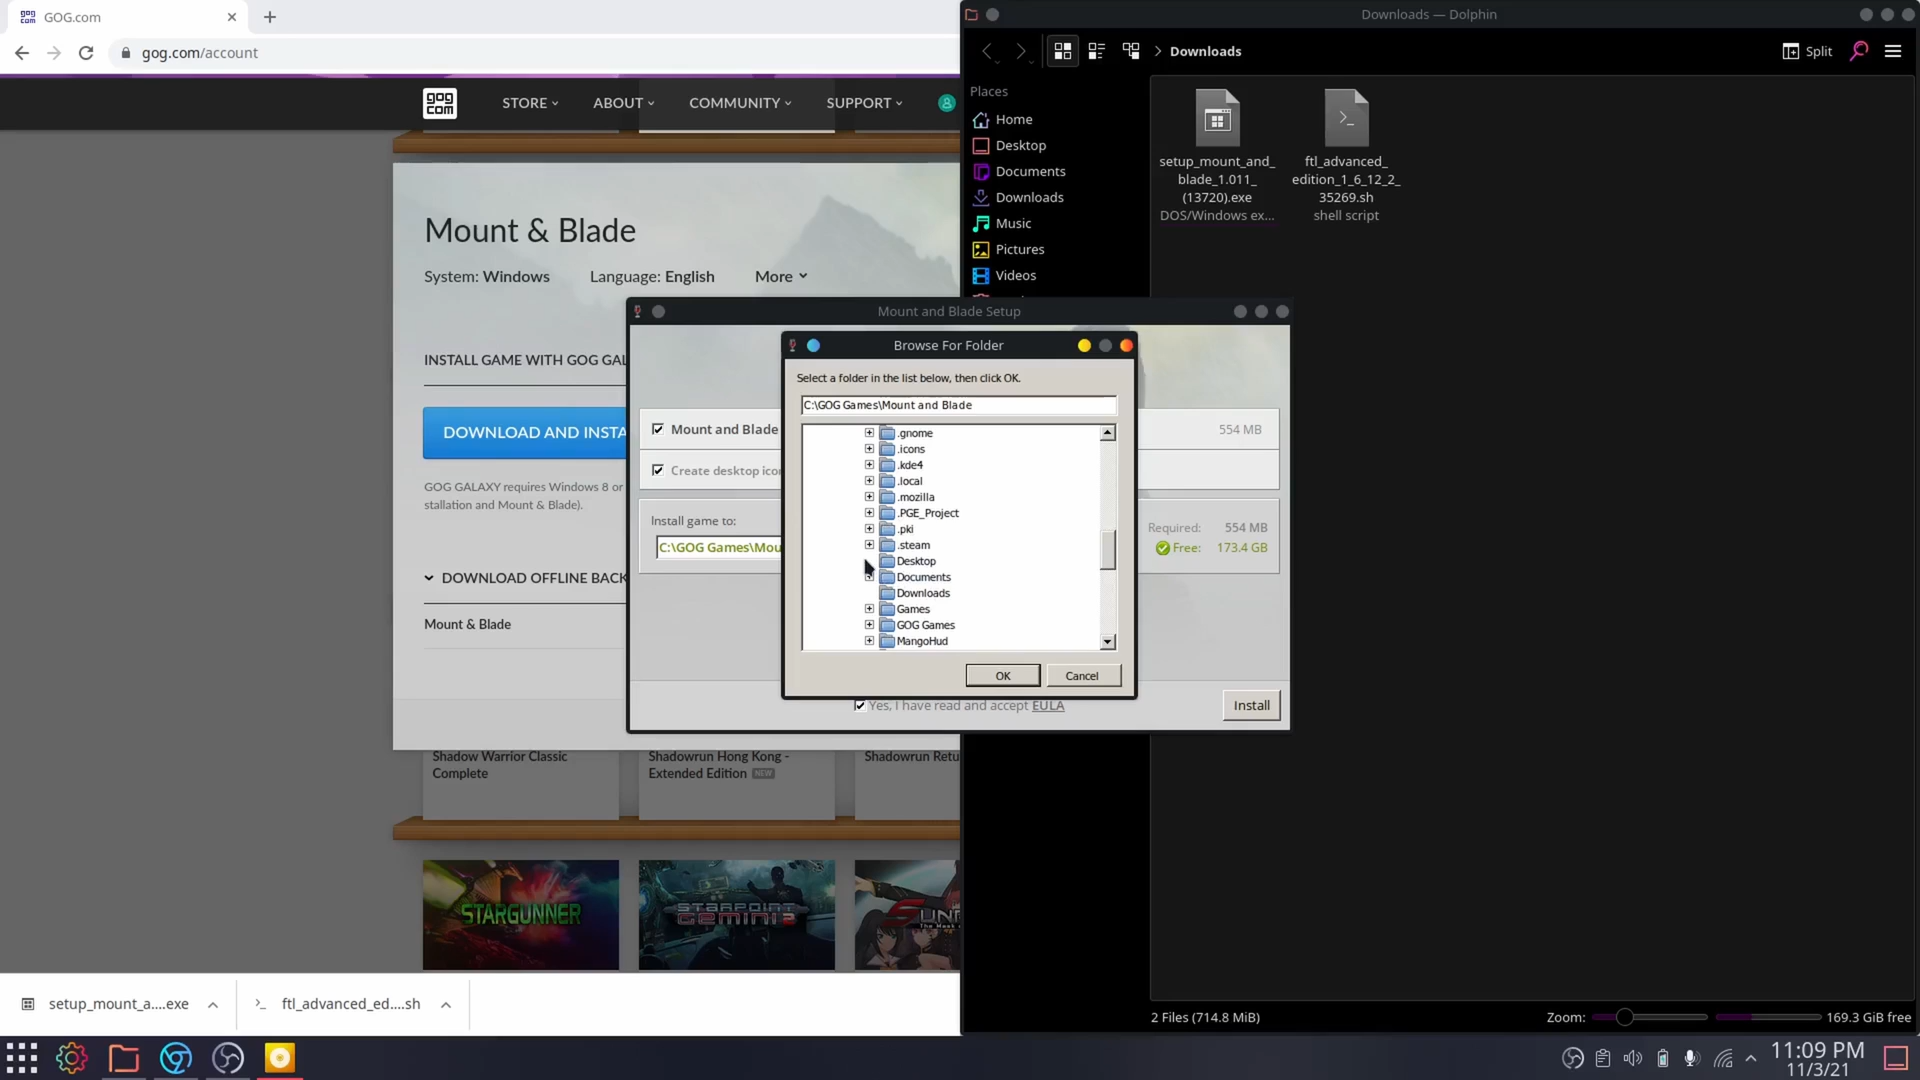 GOG.com
gog.com/account
gog
com
STORE
ABOUT
COMMUNITY
SUPPORT
Mount & Blade
System: Windows
Language: English
More
INSTALL GAME WITH GOG GAL
DOWNLOAD AND INSTA
GOG GALAXY requires Windows 8 or
stallation and Mount & Blade).
DOWNLOAD OFFLINE BACK
Mount & Blade
Shadow Warrior Classic
Complete
Shadowrun Hong Kong -
Extended Edition NEW
Shadowrun Retu
STARGUNNER
STARPOINT
GEMINI 2
SUN
setup_mount_a....exe
ftl_advanced_ed....sh
Downloads — Dolphin
Downloads
Split
Places
Home
Desktop
Documents
Downloads
Music
Pictures
Videos
setup_mount_and_
blade_1.011_
(13720).exe
DOS/Windows ex...
ftl_advanced_
edition_1_6_12_2_
35269.sh
shell script
Mount and Blade Setup
Mount and Blade
554 MB
Create desktop ico
Install game to:
C:\GOG Games\Mou
Required: 554 MB
Free: 173.4 GB
Yes, I have read and accept EULA
Install
Browse For Folder
Select a folder in the list below, then click OK.
C:\GOG Games\Mount and Blade
.gnome
.icons
.kde4
.local
.mozilla
.PGE_Project
.pki
.steam
Desktop
Documents
Downloads
Games
GOG Games
MangoHud
OK
Cancel
2 Files (714.8 MiB)
Zoom:
169.3 GiB free
11:09 PM
11/3/21